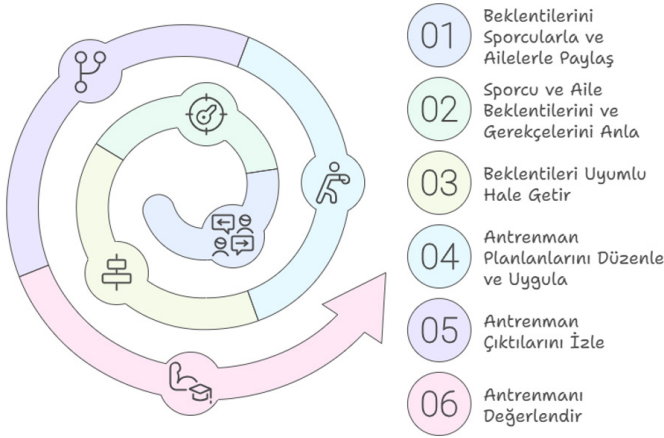 01
Beklentilerini
Sporcularla ve
Ailelerle Paylaş
02
Sporcu ve Aile
Beklentilerini ve
Gerekçelerini Anla
03
Beklentileri Uyumlu
Hale Getir
04
Antrenman
Planlanlarını Düzenle
ve Uygula
05
Antrenman
Çıktılarını İzle
06
Antrenmanı
Değerlendir